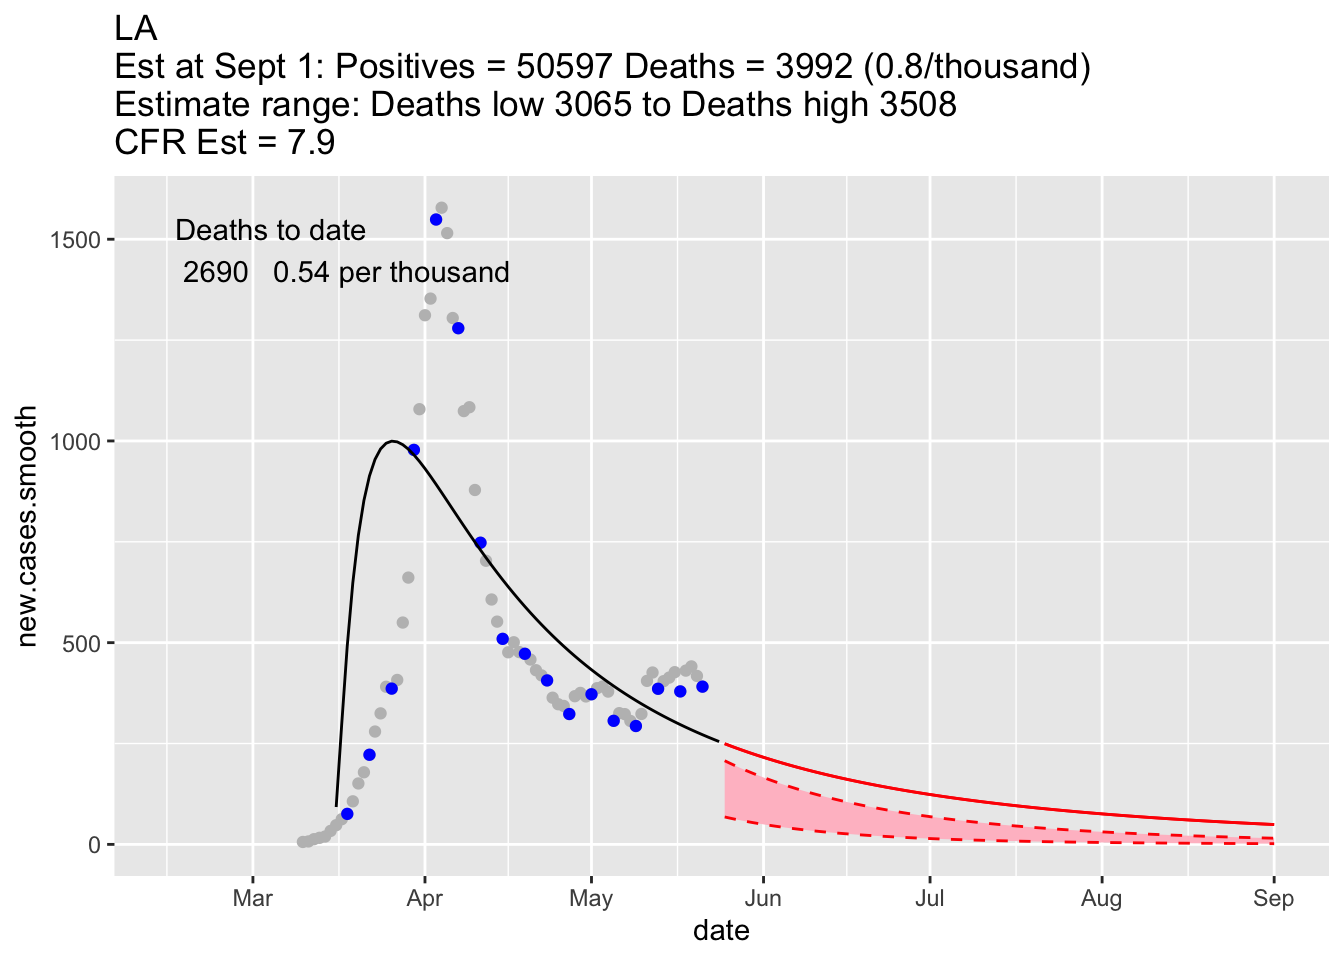 LA
Est at Sept 1: Positives = 50597 Deaths = 3992 (0.8/thousand)
Estimate range: Deaths low 3065 to Deaths high 3508
CFR Est = 7.9
Deaths to date
2690 0.54 per thousand
1500
1000
500
0
new.cases.smooth
Mar Apr May Jun Jul Aug Sep
date